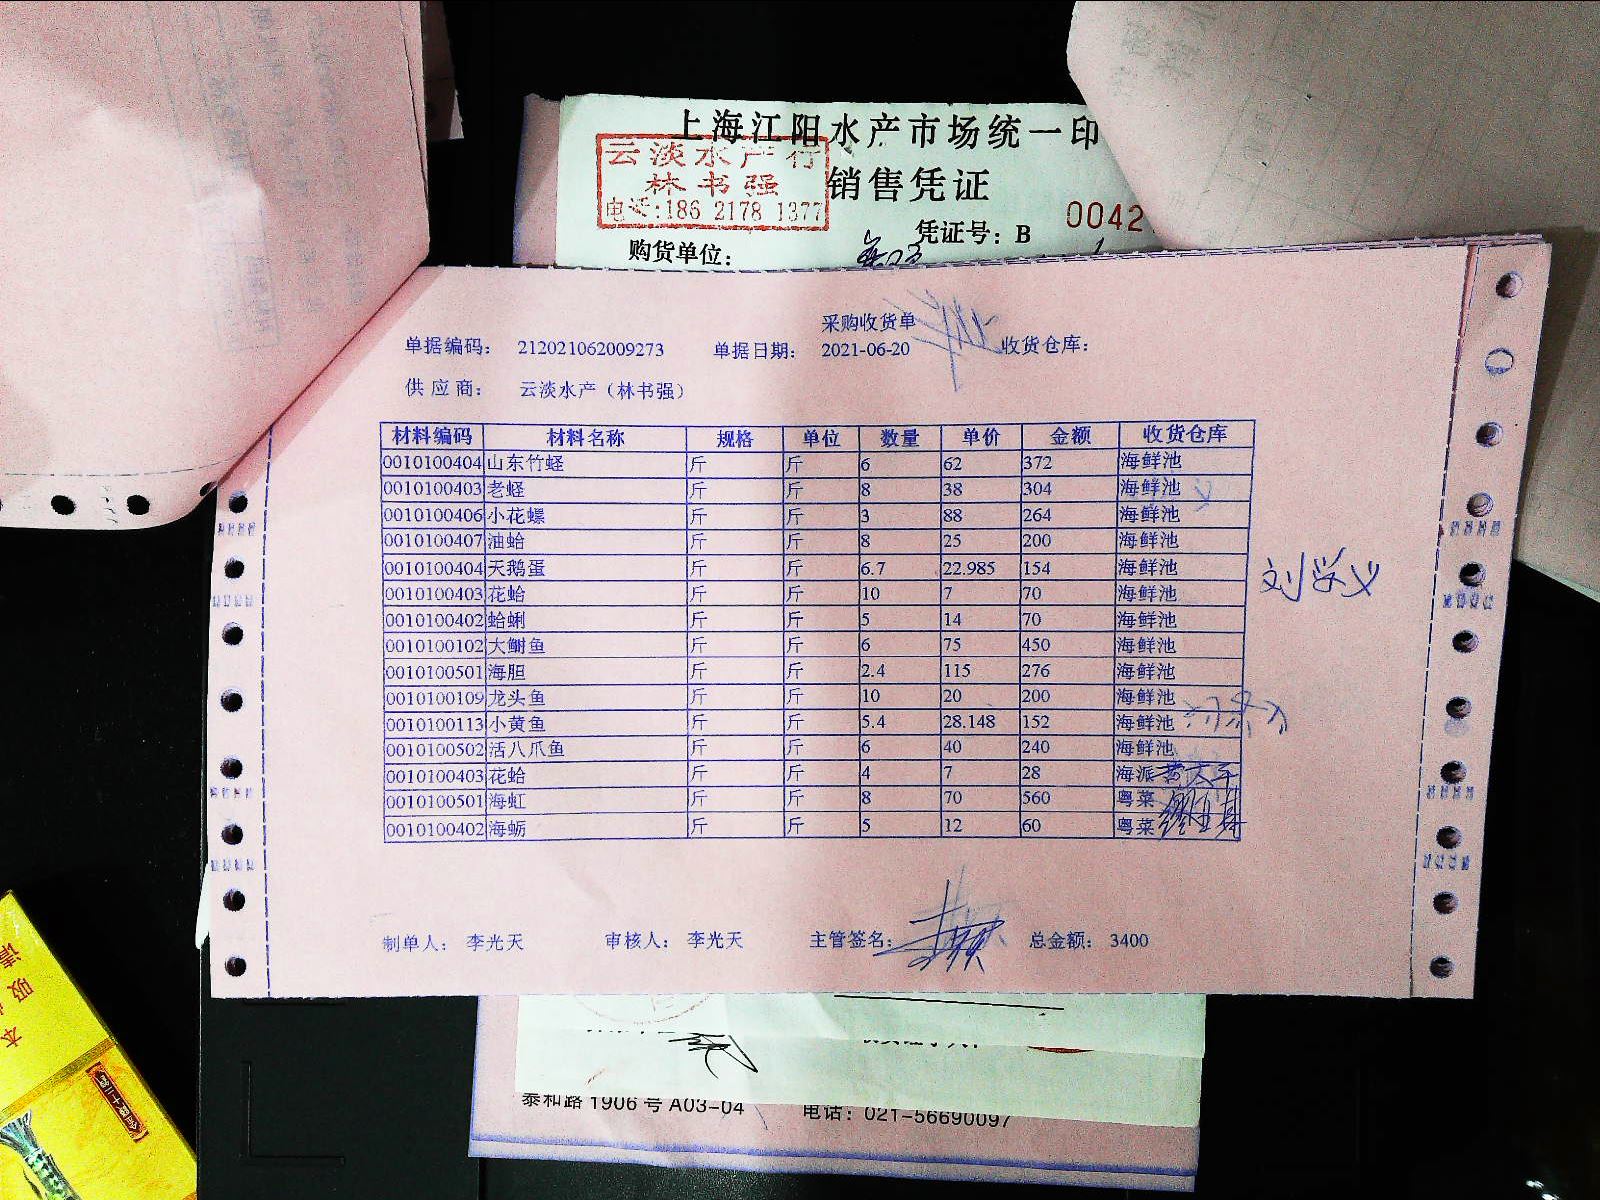 上海江阳水产市场统一印
云淡水产行
林书强
电话:186 2178 1377
销售凭证
凭证号：B 0042
购货单位：
采购收货单
单据编码： 212021062009273 单据日期： 2021-06-20 收货仓库：
供应商： 云淡水产（林书强）
材料编码 材料名称 规格 单位 数量 单价 金额 收货仓库
0010100404 山东竹蛏 斤 斤 6 62 372 海鲜池
0010100403 老蛏 斤 斤 8 38 304 海鲜池
0010100406 小花螺 斤 斤 3 88 264 海鲜池
0010100407 油蛤 斤 斤 8 25 200 海鲜池
0010100404 天鹅蛋 斤 斤 6.7 22.985 154 海鲜池
0010100403 花蛤 斤 斤 10 7 70 海鲜池
0010100402 蛤蜊 斤 斤 5 14 70 海鲜池
0010100102 大鲥鱼 斤 斤 6 75 450 海鲜池
0010100501 海胆 斤 斤 2.4 115 276 海鲜池
0010100109 龙头鱼 斤 斤 10 20 200 海鲜池
0010100113 小黄鱼 斤 斤 5.4 28.148 152 海鲜池
0010100502 活八爪鱼 斤 斤 6 40 240 海鲜池
0010100403 花蛤 斤 斤 4 7 28 海派
0010100501 海虹 斤 斤 8 70 560 粤菜
0010100402 海蛎 斤 斤 5 12 60 粤菜
刘学义
制单人： 李光天 审核人： 李光天 主管签名： 总金额： 3400
泰和路 1906 号 A03-04 电话：021-56690097